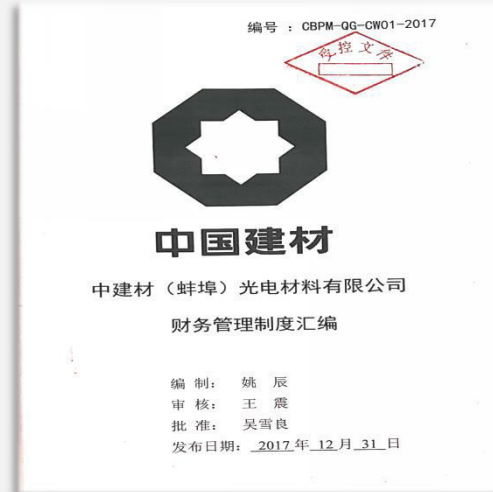 编号 ：CBPM-QG-CW01-2017
受控文件
中国建材
中建材（蚌埠）光电材料有限公司
财务管理制度汇编
编 制： 姚 辰
审 核： 王 震
批 准： 吴雪良
发布日期： 2017 年 12 月 31 日